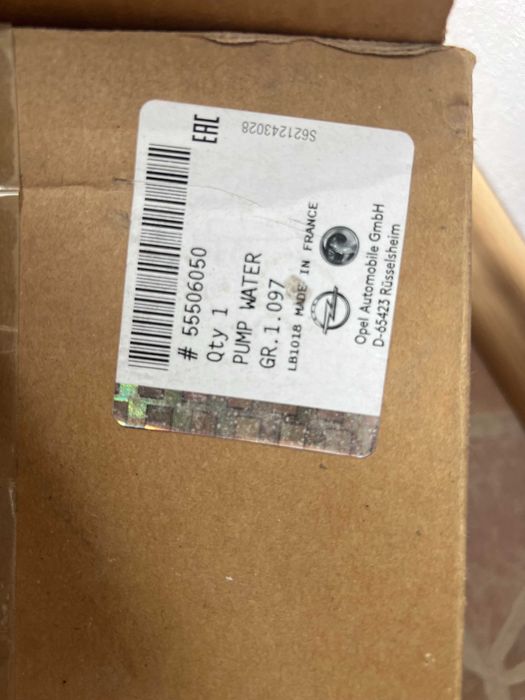 EAC
S621243028
# 55506050
Qty 1
PUMP WATER
GR.1.097
LB1018 MADE IN FRANCE
Opel Automobile GmbH
D-65423 Rüsselsheim